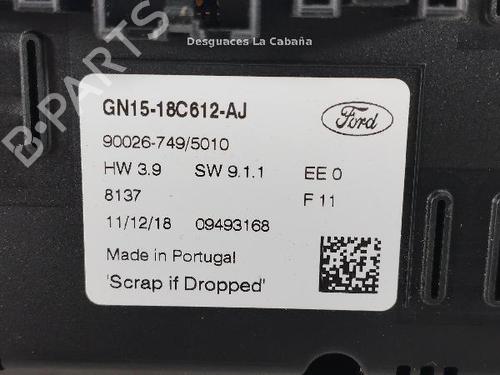 Desguaces La Cabaña
B-PARTS
GN15-18C612-AJ
Ford
90026-749/5010
HW 3.9 SW 9.1.1 EE 0
8137 F 11
11/12/18 09493168
Made in Portugal
'Scrap if Dropped'